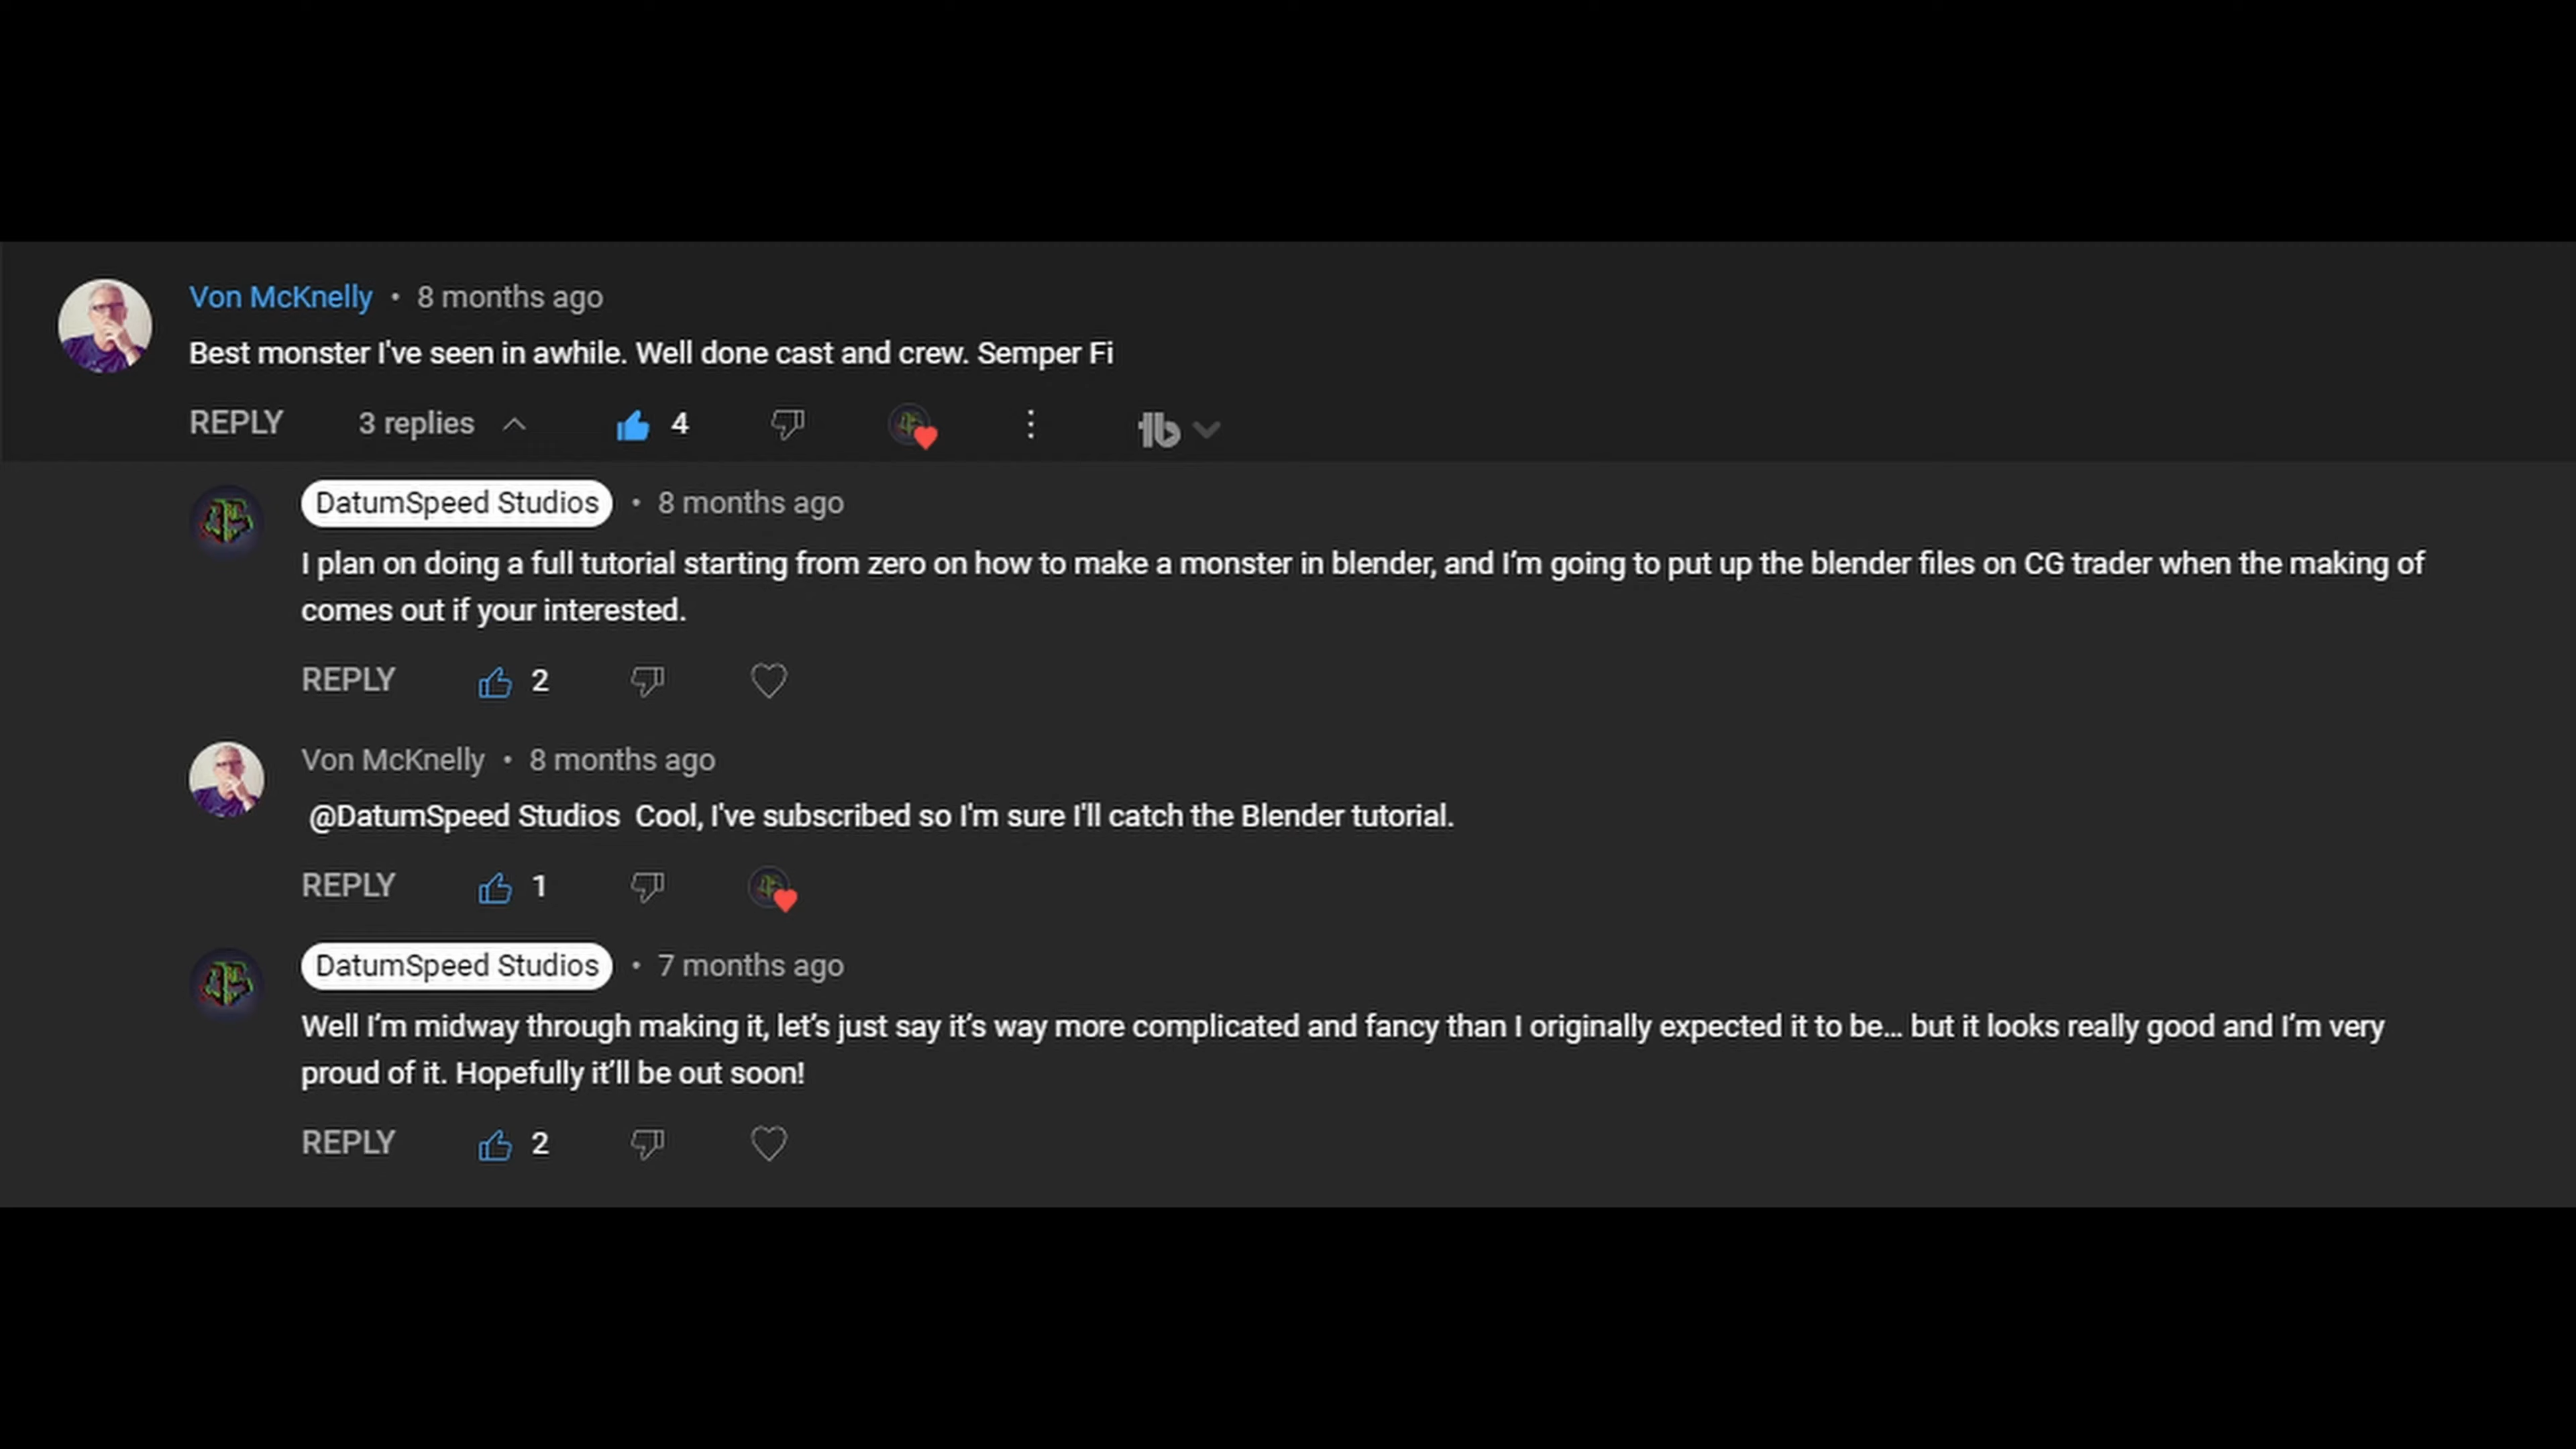 Von McKnelly • 8 months ago
Best monster I've seen in awhile. Well done cast and crew. Semper Fi
REPLY 3 replies 4
DatumSpeed Studios • 8 months ago
I plan on doing a full tutorial starting from zero on how to make a monster in blender, and I’m going to put up the blender files on CG trader when the making of
comes out if your interested.
REPLY 2
Von McKnelly • 8 months ago
@DatumSpeed Studios Cool, I've subscribed so I'm sure I'll catch the Blender tutorial.
REPLY 1
DatumSpeed Studios • 7 months ago
Well I’m midway through making it, let’s just say it’s way more complicated and fancy than I originally expected it to be... but it looks really good and I’m very
proud of it. Hopefully it’ll be out soon!
REPLY 2